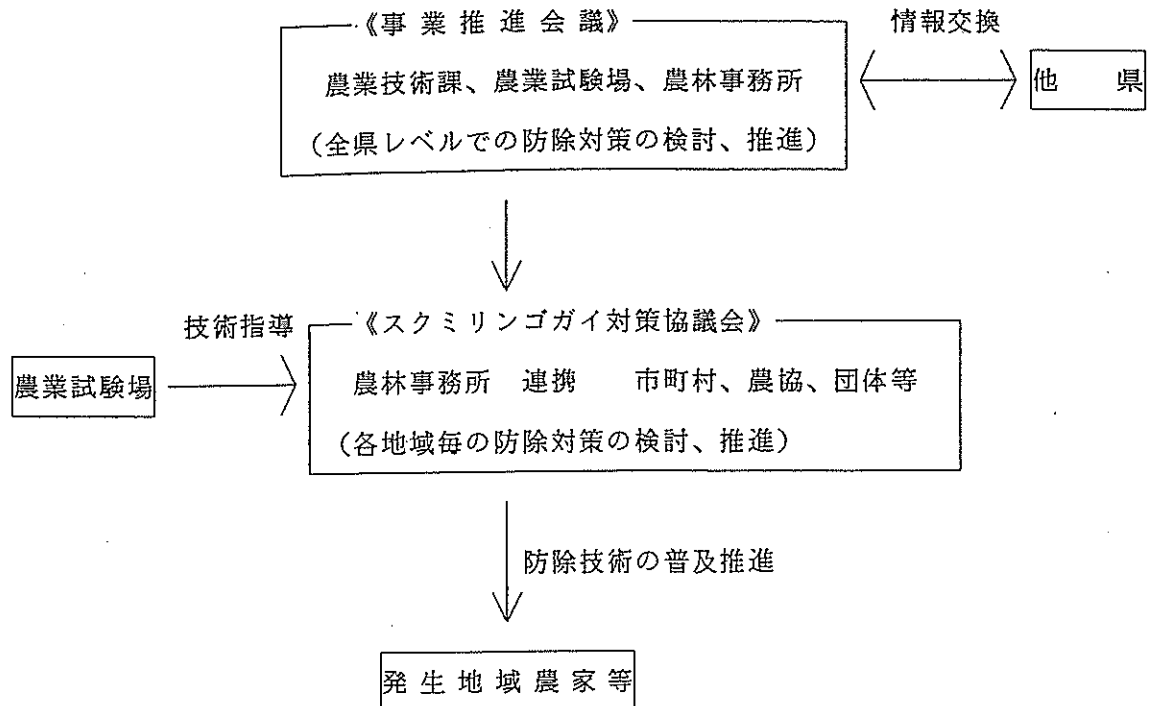 《事業推進会議》
情報交換
農業技術課、農業試験場、農林事務所
他 県
(全県レベルでの防除対策の検討、推進)
技術指導
《スクミリンゴガイ対策協議会》
農業試験場
農林事務所 連携 市町村、農協、団体等
(各地域毎の防除対策の検討、推進)
防除技術の普及推進
発生地域農家等